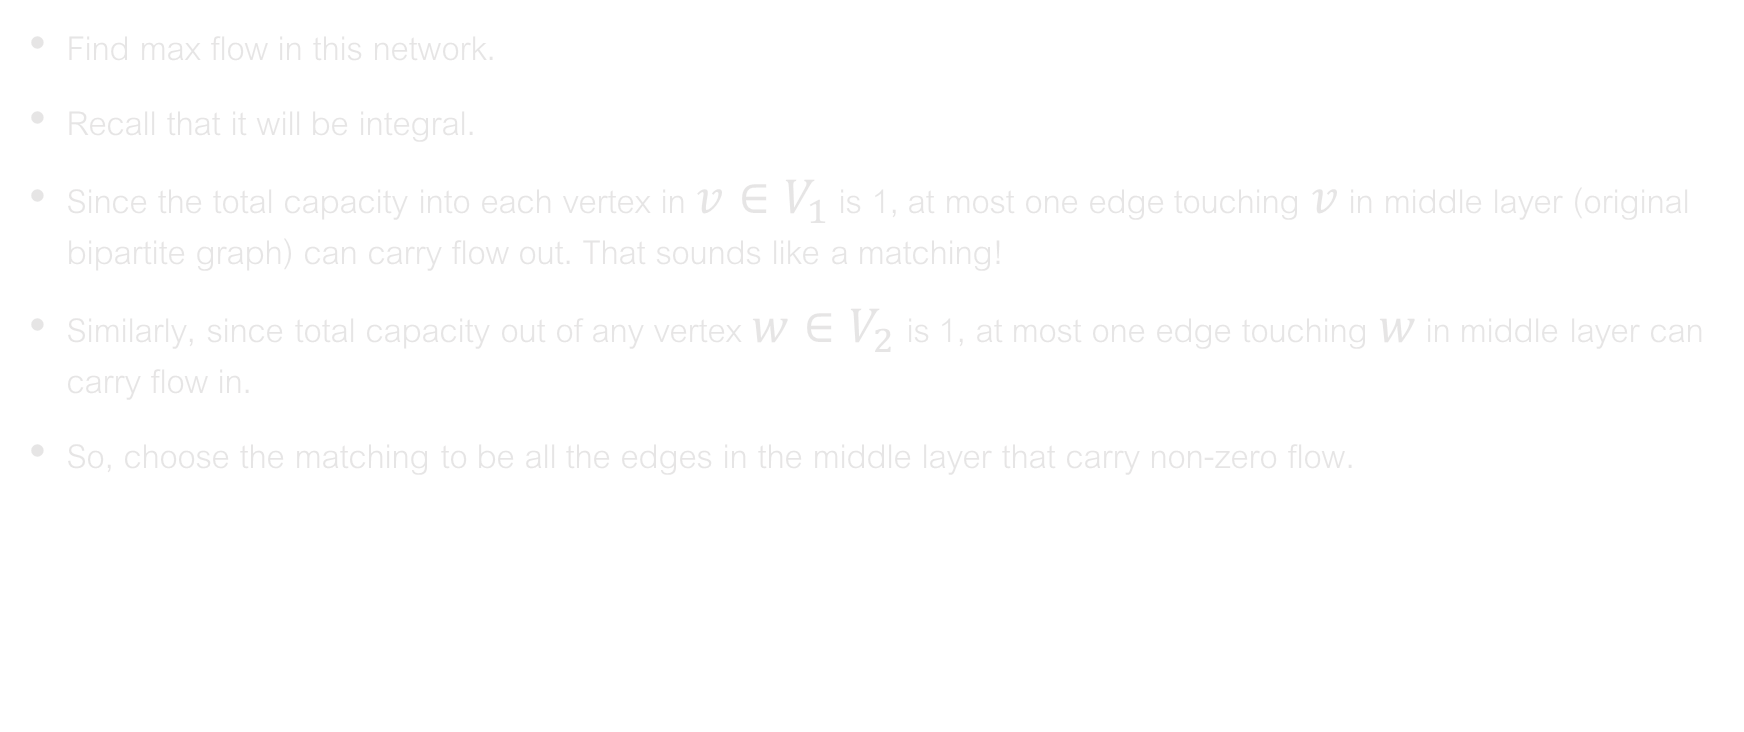 • Find max flow in this network.
• Recall that it will be integral.
• Since the total capacity into each vertex in 𝑣 ∈ 𝑉₁ is 1, at most one edge touching 𝑣 in middle layer (original
bipartite graph) can carry flow out. That sounds like a matching!
• Similarly, since total capacity out of any vertex 𝑤 ∈ 𝑉₂ is 1, at most one edge touching 𝑤 in middle layer can
carry flow in.
• So, choose the matching to be all the edges in the middle layer that carry non-zero flow.